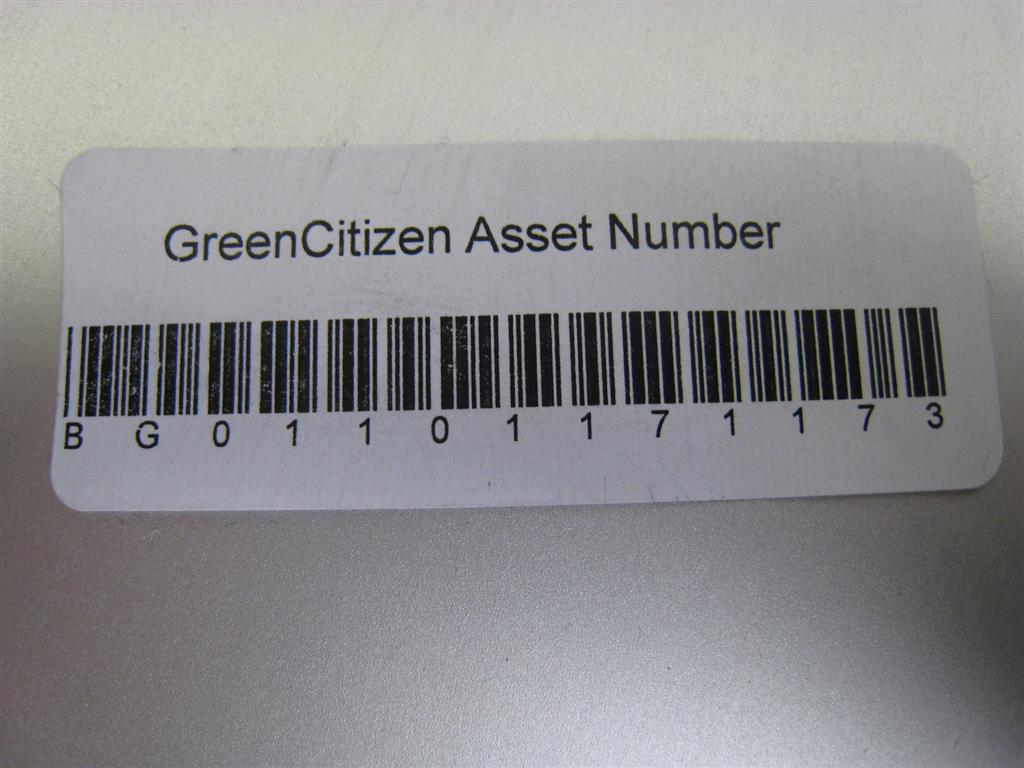 GreenCitizen Asset Number
B G 0 1 1 0 1 1 7 1 1 7 3